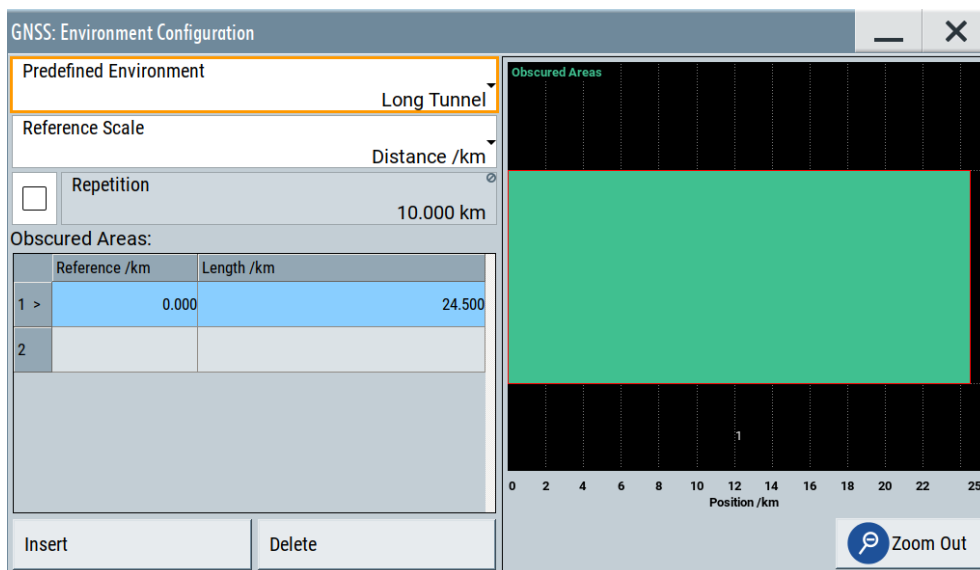 GNSS: Environment Configuration
Predefined Environment
Long Tunnel
Reference Scale
Distance /km
Repetition
10.000 km
Obscured Areas:
Reference /km Length /km
1 > 0.000 24.500
2
Insert Delete
Obscured Areas
1
0 2 4 6 8 10 12 14 16 18 20 22 25
Position /km
Zoom Out